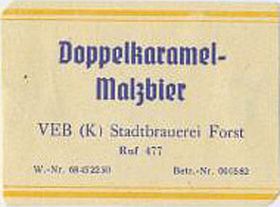 Doppelkaramel-
Malzbier
VEB (K) Stadtbrauerei Forst
Ruf 477
W.-Nr. 68452230
Betr.-Nr. 000582